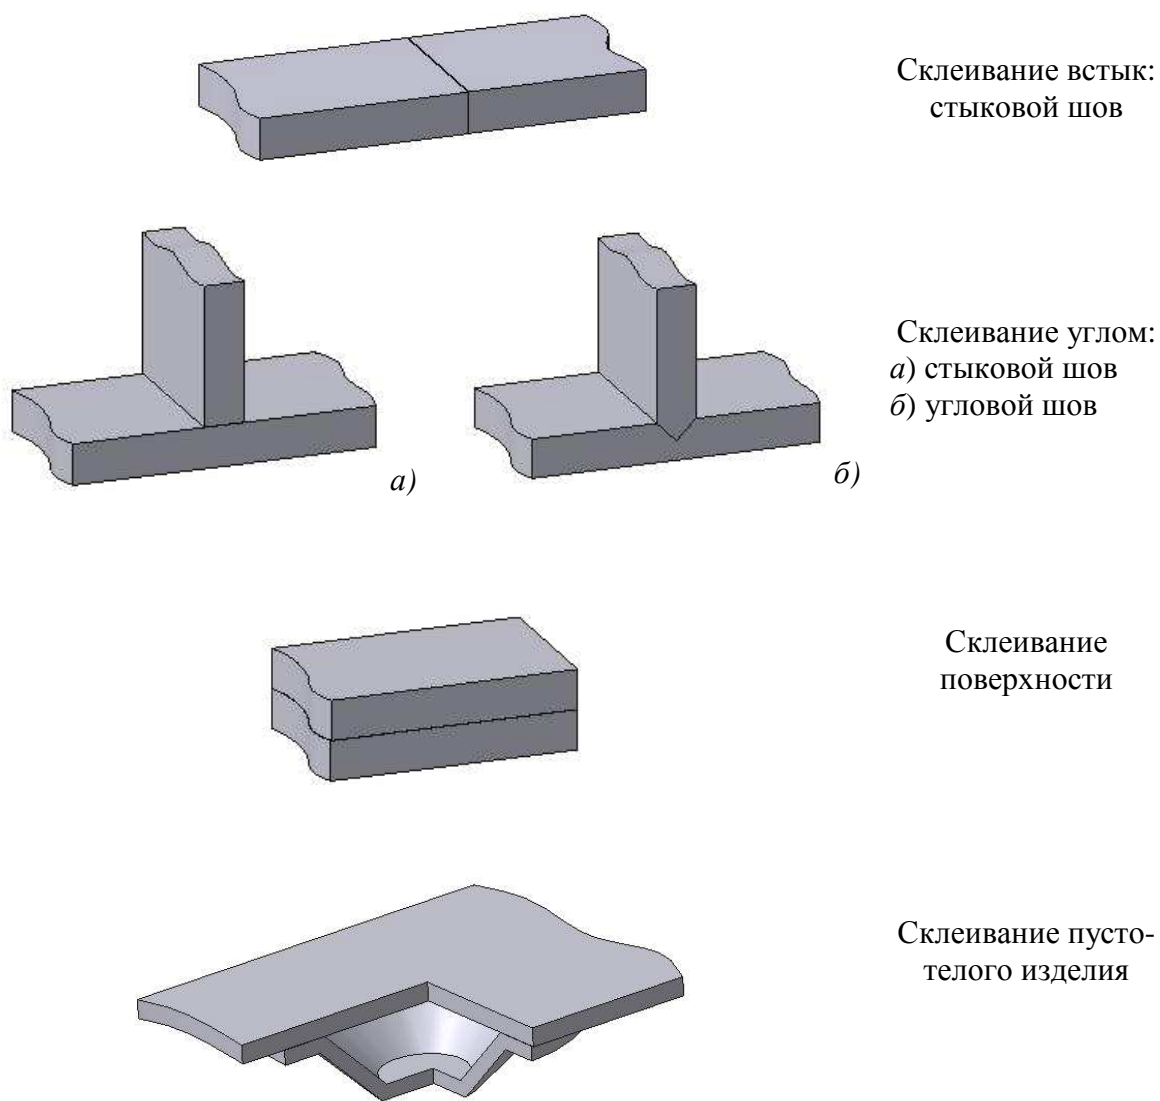 Склеивание встык:
стыковой шов
Склеивание углом:
а) стыковой шов
б) угловой шов
а)
б)
Склеивание
поверхности
Склеивание пусто-
телого изделия